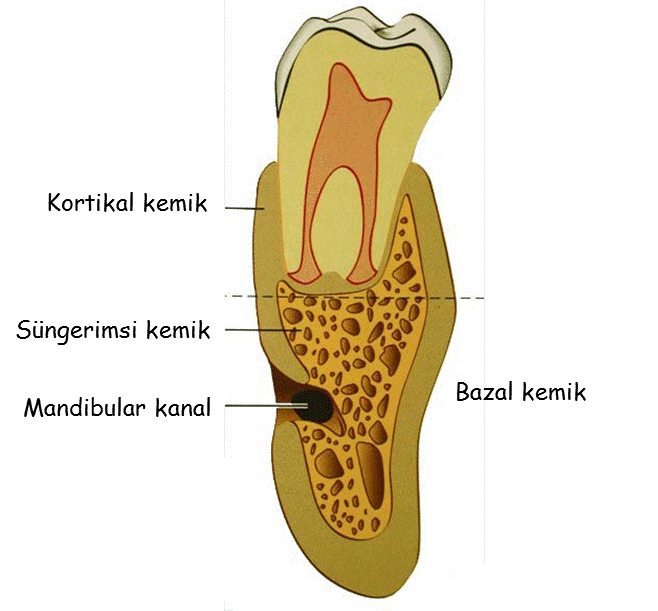 Kortikal kemik
Süngerimsi kemik
Bazal kemik
Mandibular kanal